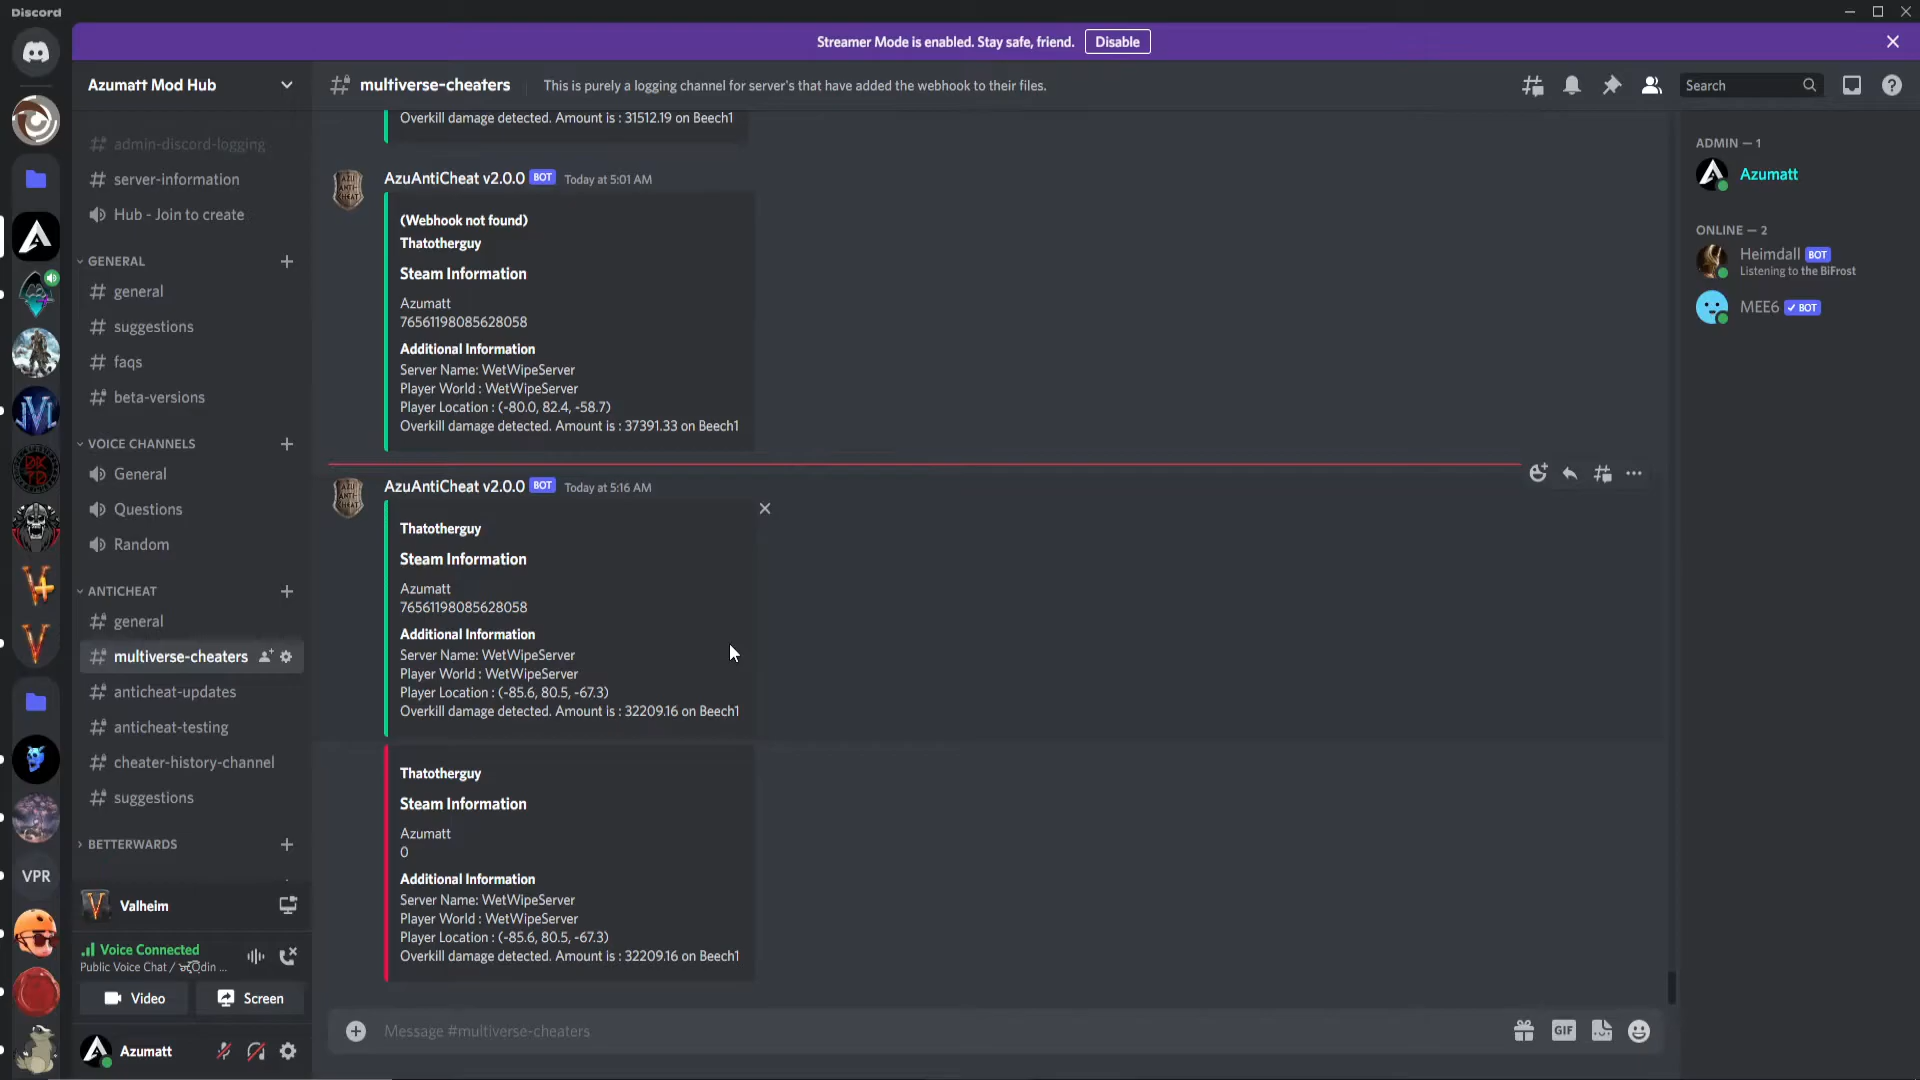 Discord
Streamer Mode is enabled. Stay safe, friend.
Disable
Azumatt Mod Hub
multiverse-cheaters
This is purely a logging channel for server's that have added the webhook to their files.
Search
admin-discord-logging
server-information
Hub - Join to create
GENERAL
general
suggestions
faqs
beta-versions
VOICE CHANNELS
General
Questions
Random
ANTICHEAT
general
multiverse-cheaters
anticheat-updates
anticheat-testing
cheater-history-channel
suggestions
BETTERWARDS
VPR
Valheim
Voice Connected
Public Voice Chat / Odin ...
Video
Screen
Azumatt
Overkill damage detected. Amount is : 31512.19 on Beech1
AzuAntiCheat v2.0.0 BOT Today at 5:01 AM
(Webhook not found)
Thatotherguy
Steam Information
Azumatt
76561198085628058
Additional Information
Server Name: WetWipeServer
Player World : WetWipeServer
Player Location : (-80.0, 82.4, -58.7)
Overkill damage detected. Amount is : 37391.33 on Beech1
AzuAntiCheat v2.0.0 BOT Today at 5:16 AM
Thatotherguy
Steam Information
Azumatt
76561198085628058
Additional Information
Server Name: WetWipeServer
Player World : WetWipeServer
Player Location : (-85.6, 80.5, -67.3)
Overkill damage detected. Amount is : 32209.16 on Beech1
Thatotherguy
Steam Information
Azumatt
0
Additional Information
Server Name: WetWipeServer
Player World : WetWipeServer
Player Location : (-85.6, 80.5, -67.3)
Overkill damage detected. Amount is : 32209.16 on Beech1
Message #multiverse-cheaters
GIF
ADMIN — 1
Azumatt
ONLINE — 2
Heimdall BOT
Listening to the BiFrost
MEE6 BOT